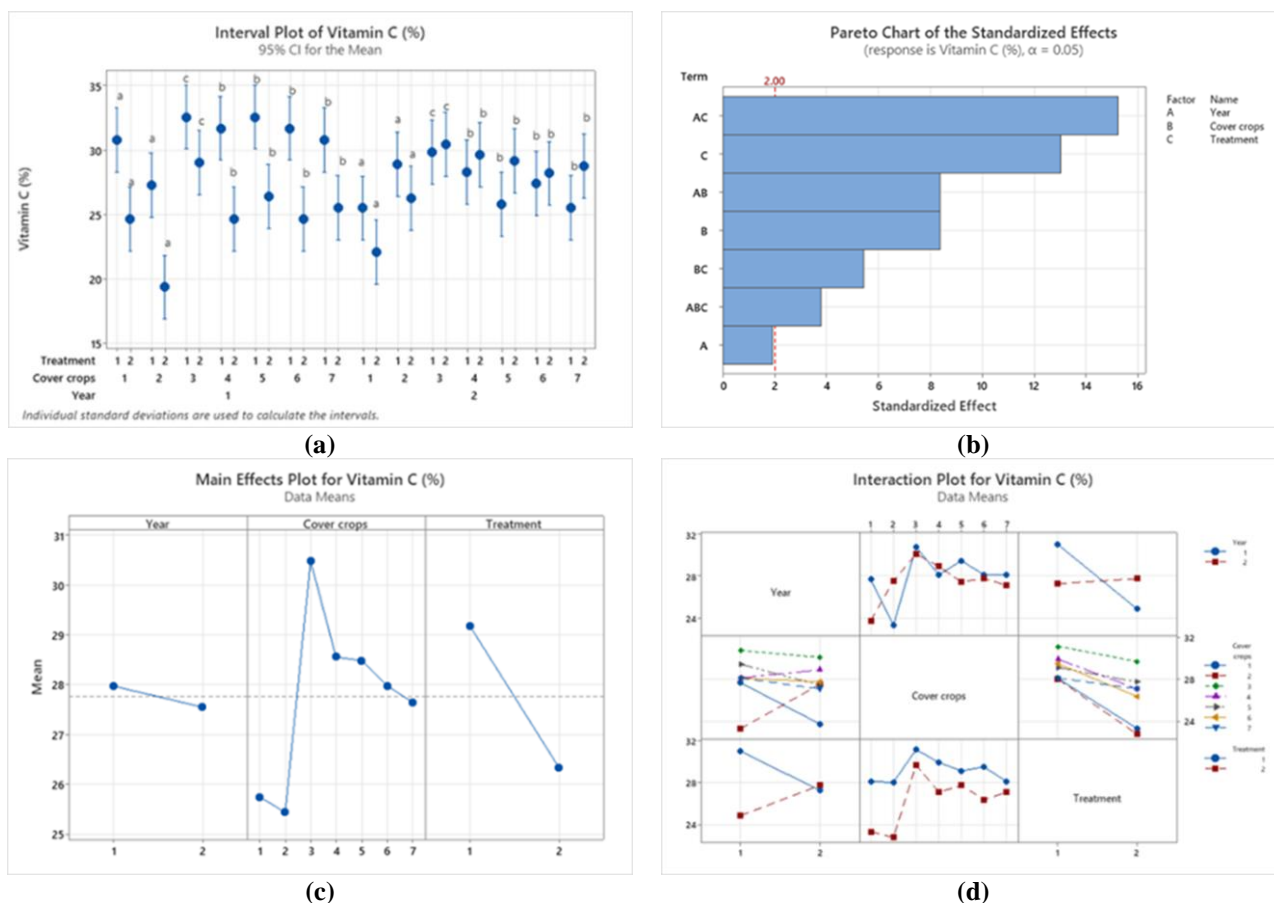 Interval Plot of Vitamin C (%)
95% CI for the Mean
Vitamin C (%)
35
30
25
20
15
a a a a c c b b b b b b b b a a a a c c b b b b b b b b
Treatment 1 2 1 2 1 2 1 2 1 2 1 2 1 2 1 2 1 2 1 2 1 2 1 2 1 2 1 2
Cover crops 1 2 3 4 5 6 7 1 2 3 4 5 6 7
Year 1 2
Individual standard deviations are used to calculate the intervals.
(a)
Pareto Chart of the Standardized Effects
(response is Vitamin C (%), α = 0.05)
Term
2.00
AC
C
AB
B
BC
ABC
A
0 2 4 6 8 10 12 14 16
Standardized Effect
Factor Name
A Year
B Cover crops
C Treatment
(b)
Main Effects Plot for Vitamin C (%)
Data Means
Year Cover crops Treatment
Mean
31
30
29
28
27
26
25
1 2 1 2 3 4 5 6 7 1 2
(c)
Interaction Plot for Vitamin C (%)
Data Means
1 2 3 4 5 6 7
32
28
24
Year
Year
1
2
32
28
24
Cover crops
Cover
crops
1
2
3
4
5
6
7
32
28
24
Treatment
Treatment
1
2
1 2 1 2
(d)